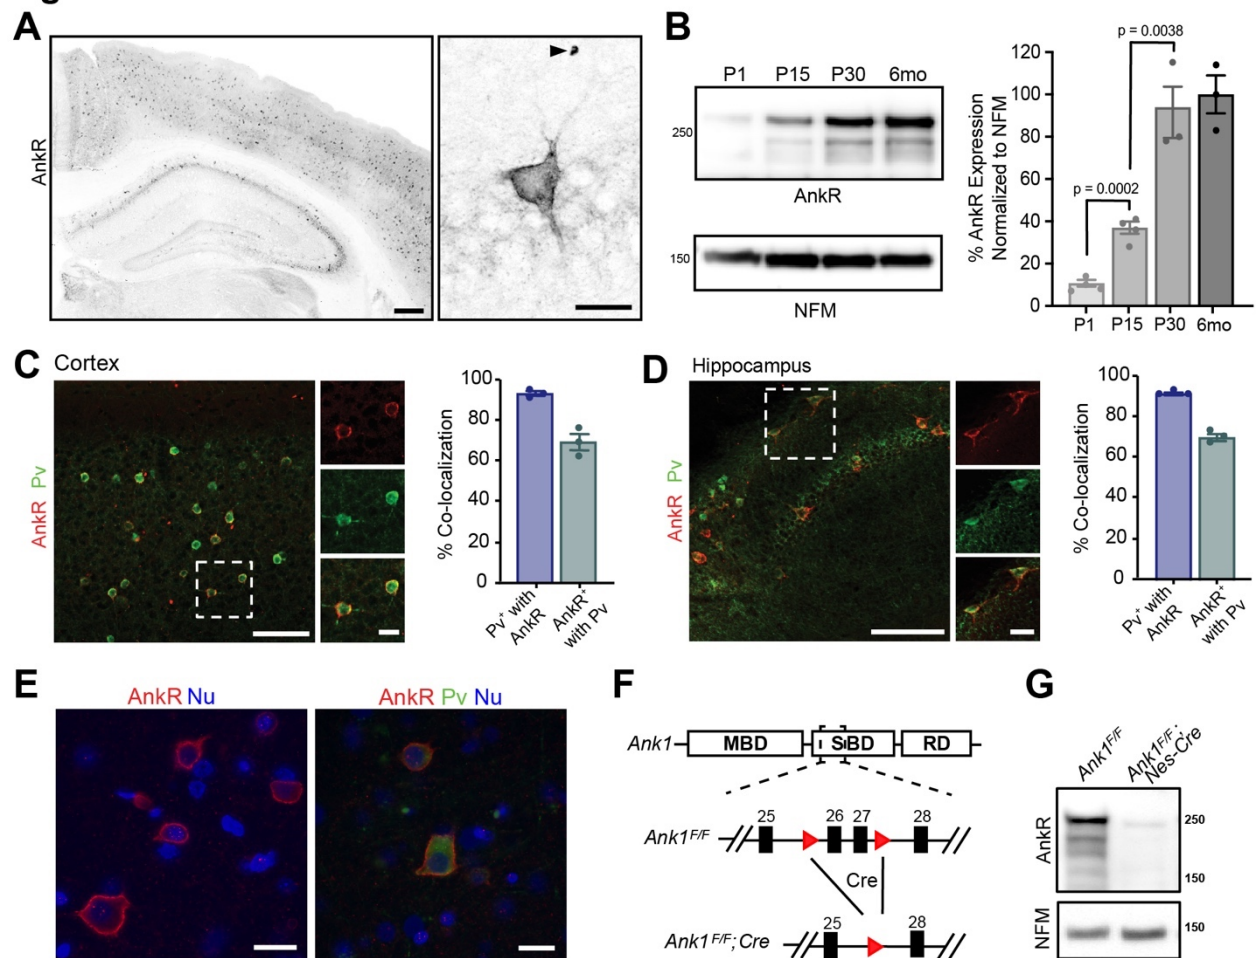 A
AnkR
B
P1 P15 P30 6mo
250
AnkR
150
NFM
% AnkR Expression
Normalized to NFM
p = 0.0038
p = 0.0002
120
100
80
60
40
20
0
P1 P15 P30 6mo
C Cortex
AnkR Pv
% Co-localization
100
80
60
40
20
0
Pv+ with
AnkR
AnkR+
with Pv
D Hippocampus
AnkR Pv
% Co-localization
100
80
60
40
20
0
Pv+ with
AnkR
AnkR+
with Pv
E
AnkR Nu
AnkR Pv Nu
F
Ank1 MBD SBD RD
25 26 27 28
Ank1F/F
Cre
25 28
Ank1F/F;Cre
G
Ank1F/F
Ank1F/F;
Nes-Cre
AnkR
250
150
NFM
150